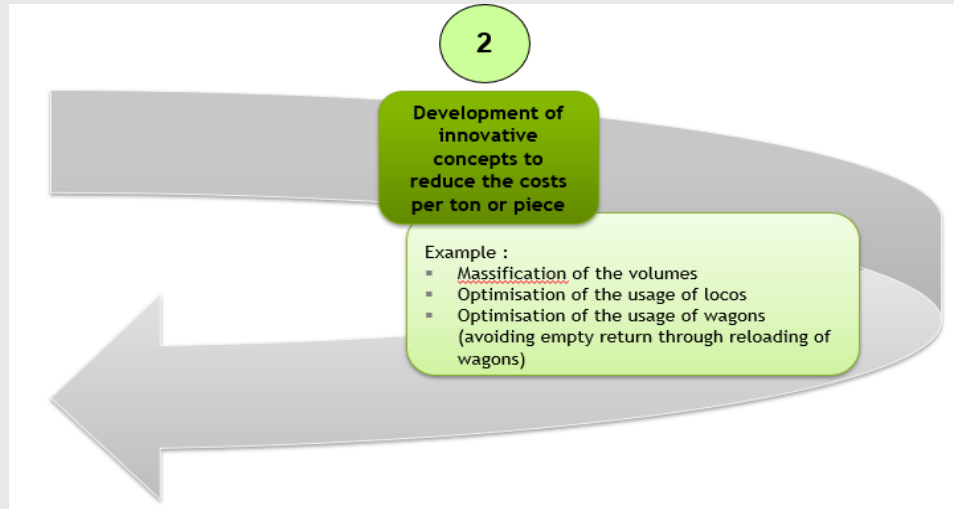 2
Development of
innovative
concepts to
reduce the costs
per ton or piece
Example :
▪ Massification of the volumes
▪ Optimisation of the usage of locos
▪ Optimisation of the usage of wagons
(avoiding empty return through reloading of
wagons)